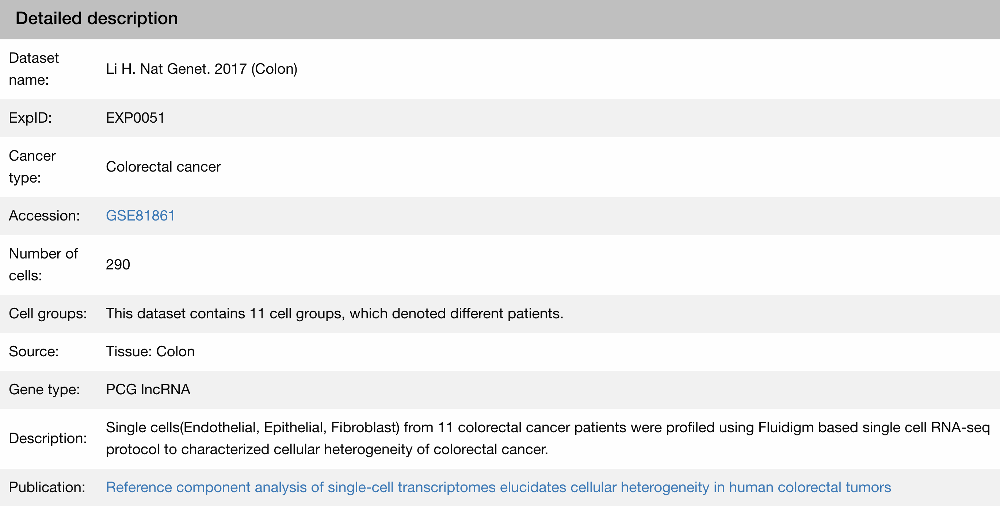 Detailed description
Dataset
name:
Li H. Nat Genet. 2017 (Colon)
ExpID:
EXP0051
Cancer
type:
Colorectal cancer
Accession:
GSE81861
Number of
cells:
290
Cell groups:
This dataset contains 11 cell groups, which denoted different patients.
Source:
Tissue: Colon
Gene type:
PCG lncRNA
Description:
Single cells(Endothelial, Epithelial, Fibroblast) from 11 colorectal cancer patients were profiled using Fluidigm based single cell RNA-seq
protocol to characterized cellular heterogeneity of colorectal cancer.
Publication:
Reference component analysis of single-cell transcriptomes elucidates cellular heterogeneity in human colorectal tumors